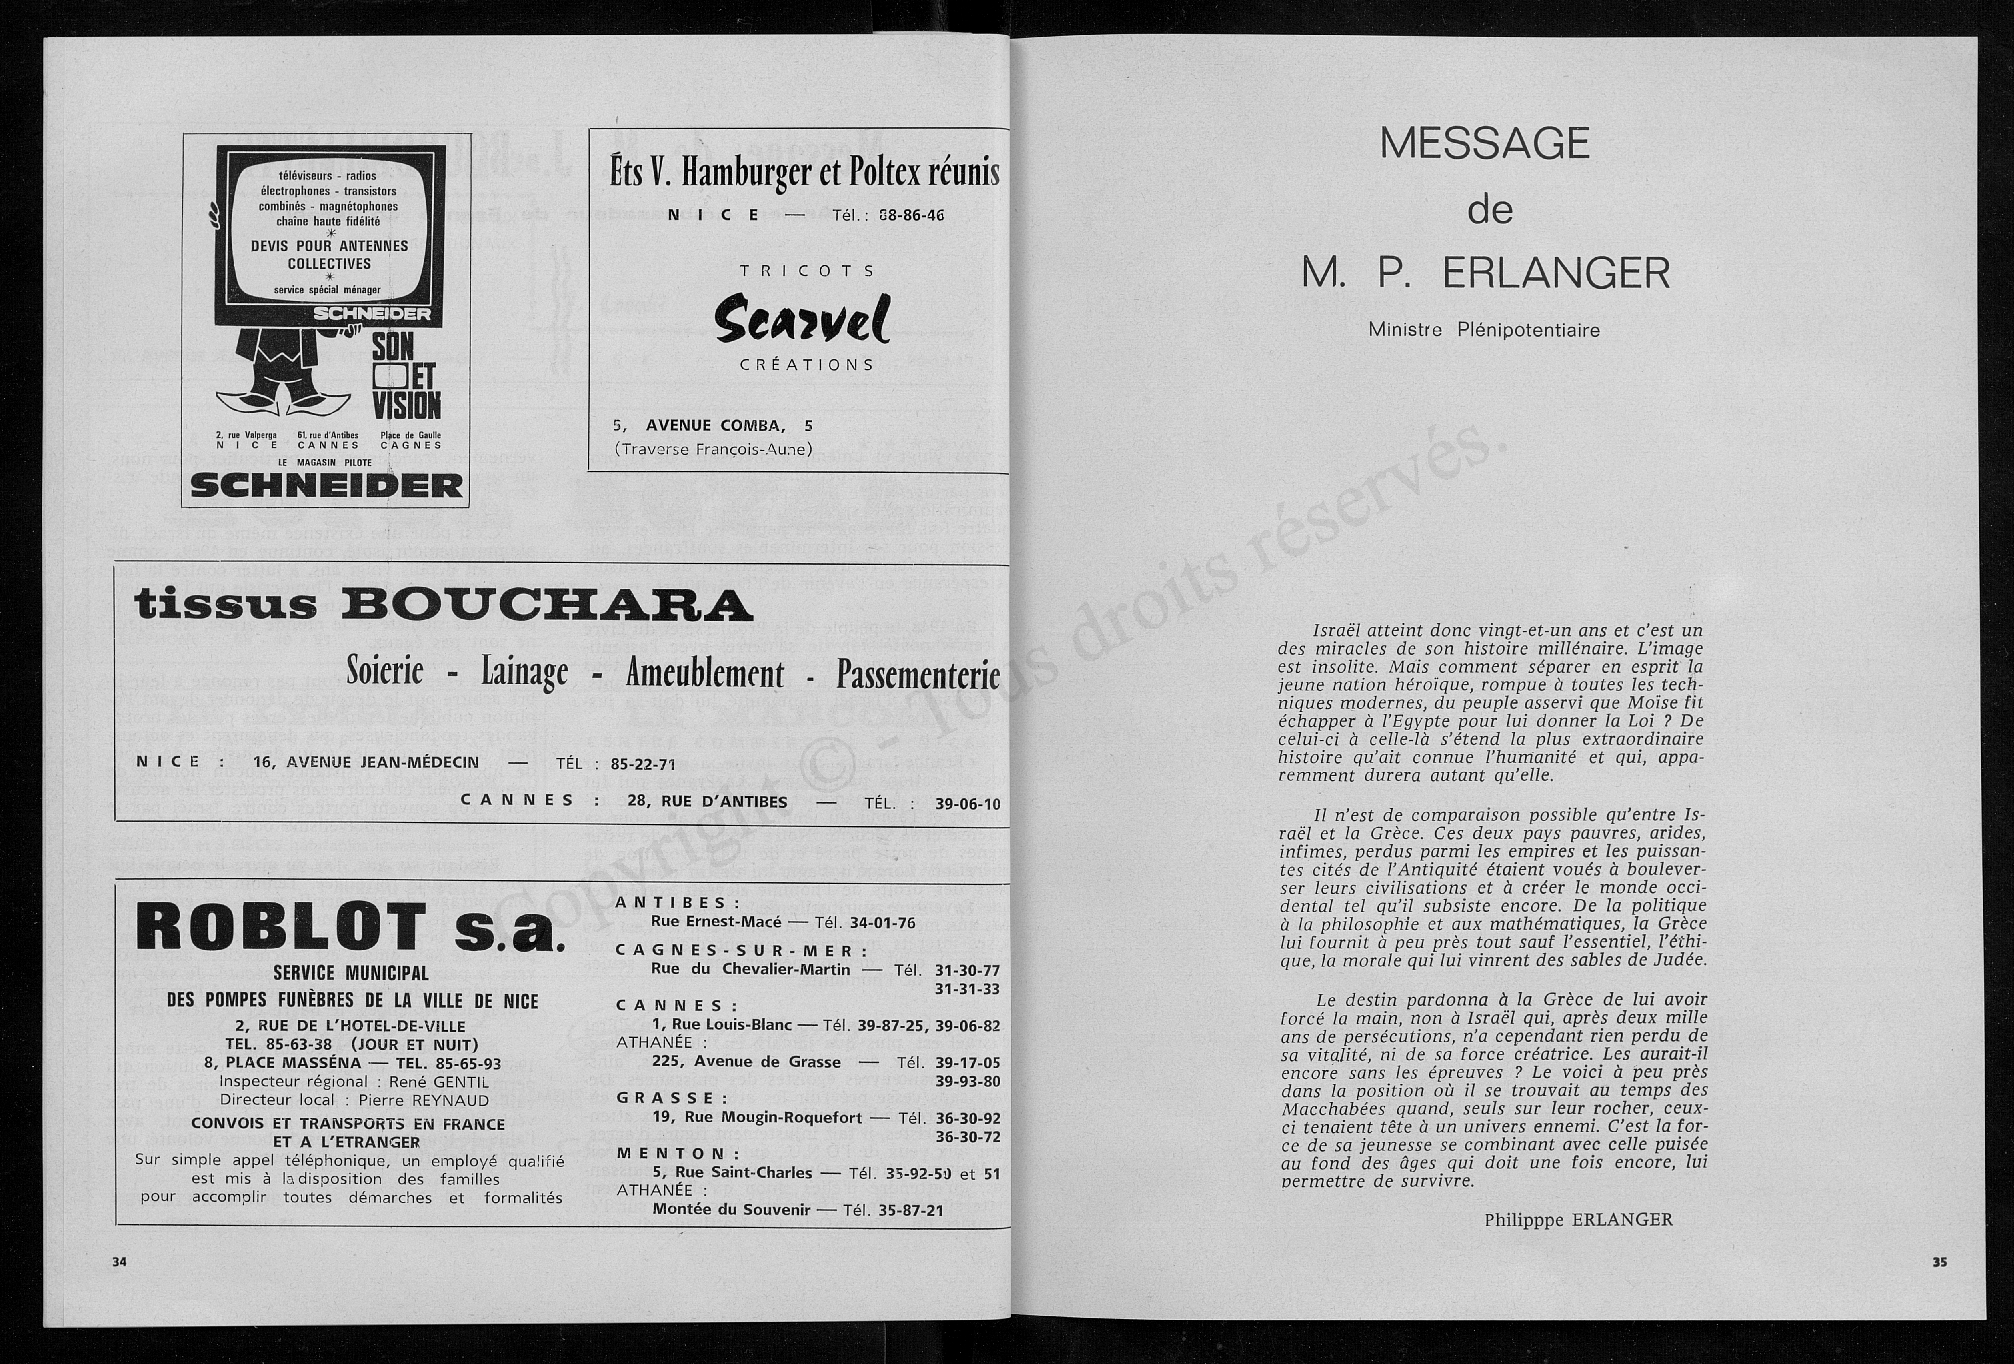 téléviseurs - radios
électrophones - transistors
combinés - magnétophones
chaine haute fidélité
*
DEVIS POUR ANTENNES
COLLECTIVES
*
service spécial ménager
SCHNEIDER
SON
ET
VISION
2, rue Valperga 61, rue d'Antibes Place de Gaulle
NICE CANNES CAGNES
LE MAGASIN PILOTE
SCHNEIDER
Éts V. Hamburger et Poltex réunis
NICE — Tél. : 88-86-46
TRICOTS
Scarvel
CRÉATIONS
5, AVENUE COMBA, 5
(Traverse François-Aune)
tissus BOUCHARA
Soierie - Lainage - Ameublement - Passementerie
NICE : 16, AVENUE JEAN-MÉDECIN — TÉL : 85-22-71
CANNES : 28, RUE D'ANTIBES — TÉL. : 39-06-10
ROBLOT s.a.
SERVICE MUNICIPAL
DES POMPES FUNÈBRES DE LA VILLE DE NICE
2, RUE DE L'HOTEL-DE-VILLE
TEL. 85-63-38 (JOUR ET NUIT)
8, PLACE MASSÉNA — TEL. 85-65-93
Inspecteur régional : René GENTIL
Directeur local : Pierre REYNAUD
CONVOIS ET TRANSPORTS EN FRANCE
ET A L'ETRANGER
Sur simple appel téléphonique, un employé qualifié
est mis à la disposition des familles
pour accomplir toutes démarches et formalités
ANTIBES :
Rue Ernest-Macé — Tél. 34-01-76
CAGNES-SUR-MER :
Rue du Chevalier-Martin — Tél. 31-30-77
31-31-33
CANNES :
1, Rue Louis-Blanc — Tél. 39-87-25, 39-06-82
ATHANÉE :
225, Avenue de Grasse — Tél. 39-17-05
39-93-80
GRASSE :
19, Rue Mougin-Roquefort — Tél. 36-30-92
36-30-72
MENTON :
5, Rue Saint-Charles — Tél. 35-92-50 et 51
ATHANÉE :
Montée du Souvenir — Tél. 35-87-21
34
MESSAGE
de
M. P. ERLANGER
Ministre Plénipotentiaire
Israël atteint donc vingt-et-un ans et c'est un
des miracles de son histoire millénaire. L'image
est insolite. Mais comment séparer en esprit la
jeune nation héroïque, rompue à toutes les tech-
niques modernes, du peuple asservi que Moïse fit
échapper à l'Egypte pour lui donner la Loi ? De
celui-ci à celle-là s'étend la plus extraordinaire
histoire qu'ait connue l'humanité et qui, appa-
remment durera autant qu'elle.
Il n'est de comparaison possible qu'entre Is-
raël et la Grèce. Ces deux pays pauvres, arides,
infimes, perdus parmi les empires et les puissan-
tes cités de l'Antiquité étaient voués à boulever-
ser leurs civilisations et à créer le monde occi-
dental tel qu'il subsiste encore. De la politique
à la philosophie et aux mathématiques, la Grèce
lui fournit à peu près tout sauf l'essentiel, l'éthi-
que, la morale qui lui vinrent des sables de Judée.
Le destin pardonna à la Grèce de lui avoir
forcé la main, non à Israël qui, après deux mille
ans de persécutions, n'a cependant rien perdu de
sa vitalité, ni de sa force créatrice. Les aurait-il
encore sans les épreuves ? Le voici à peu près
dans la position où il se trouvait au temps des
Macchabées quand, seuls sur leur rocher, ceux-
ci tenaient tête à un univers ennemi. C'est la for-
ce de sa jeunesse se combinant avec celle puisée
au fond des âges qui doit une fois encore, lui
permettre de survivre.
Philipppe ERLANGER
35
Copyright © - Tous droits réservés.